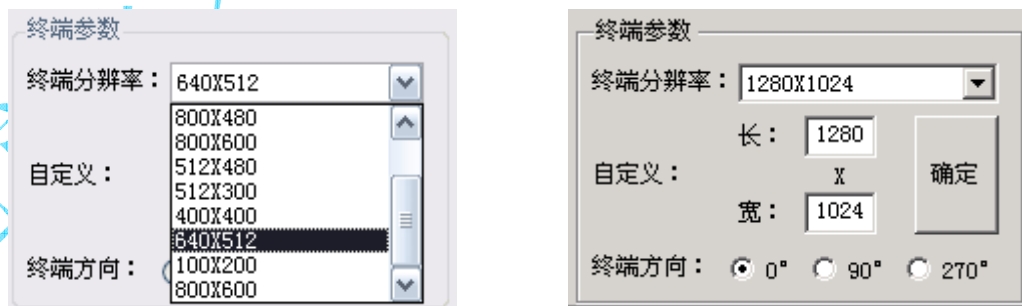 终端参数
终端分辨率： 640X512
800X480
800X600
512X480
512X300
400X400
640X512
100X200
800X600
自定义：
终端方向：
终端参数
终端分辨率： 1280X1024
长： 1280
自定义： X 确定
宽： 1024
终端方向： 0° 90° 270°